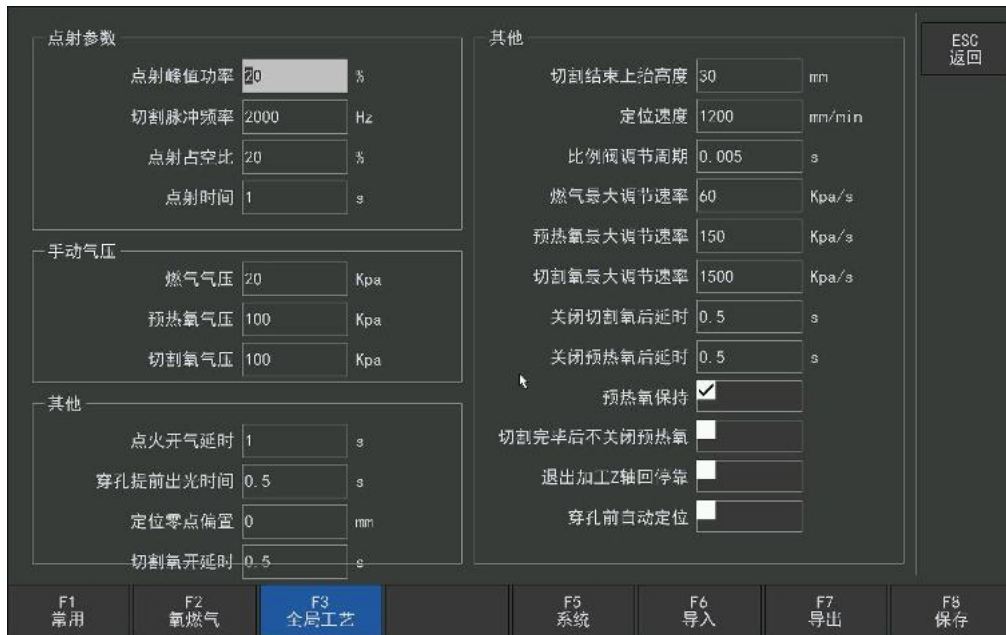 点射参数
点射峰值功率 20 %
切割脉冲频率 2000 Hz
点射占空比 20 %
点射时间 1 s
手动气压
燃气气压 20 Kpa
预热氧气压 100 Kpa
切割氧气压 100 Kpa
其他
点火开气延时 1 s
穿孔提前出光时间 0.5 s
定位零点偏置 0 mm
切割氧开延时 0.5 s
其他
切割结束上抬高度 30 mm
定位速度 1200 mm/min
比例阀调节周期 0.005 s
燃气最大调节速率 60 Kpa/s
预热氧最大调节速率 150 Kpa/s
切割氧最大调节速率 1500 Kpa/s
关闭切割氧后延时 0.5 s
关闭预热氧后延时 0.5 s
预热氧保持
切割完毕后不关闭预热氧
退出加工Z轴回停靠
穿孔前自动定位
ESC
返回
F1
常用
F2
氧燃气
F3
全局工艺
F5
系统
F6
导入
F7
导出
F8
保存